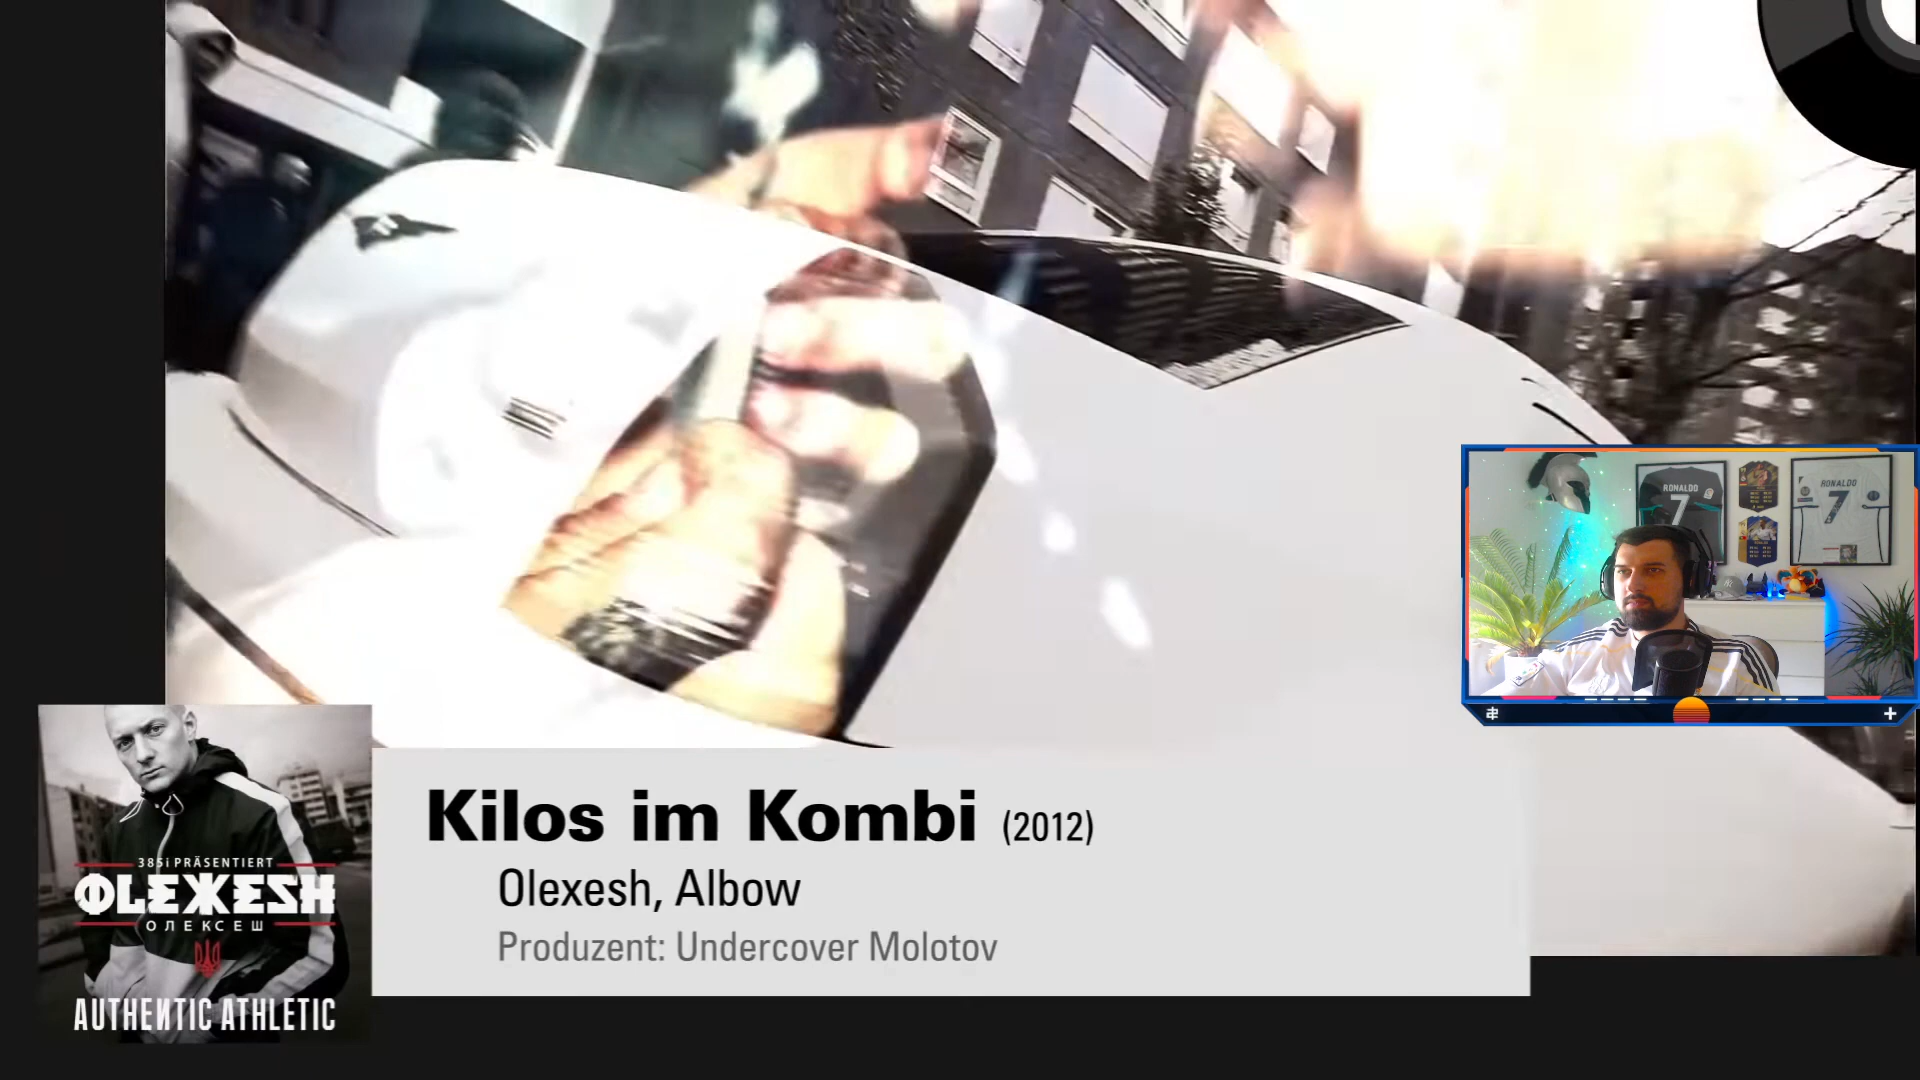 RONALDO
7
RONALDO
7
Kilos im Kombi (2012)
Olexesh, Albow
Produzent: Undercover Molotov
385i PRÄSENTIERT
OLEXESH
ОЛЕКСЕШ
AUTHENTIC ATHLETIC